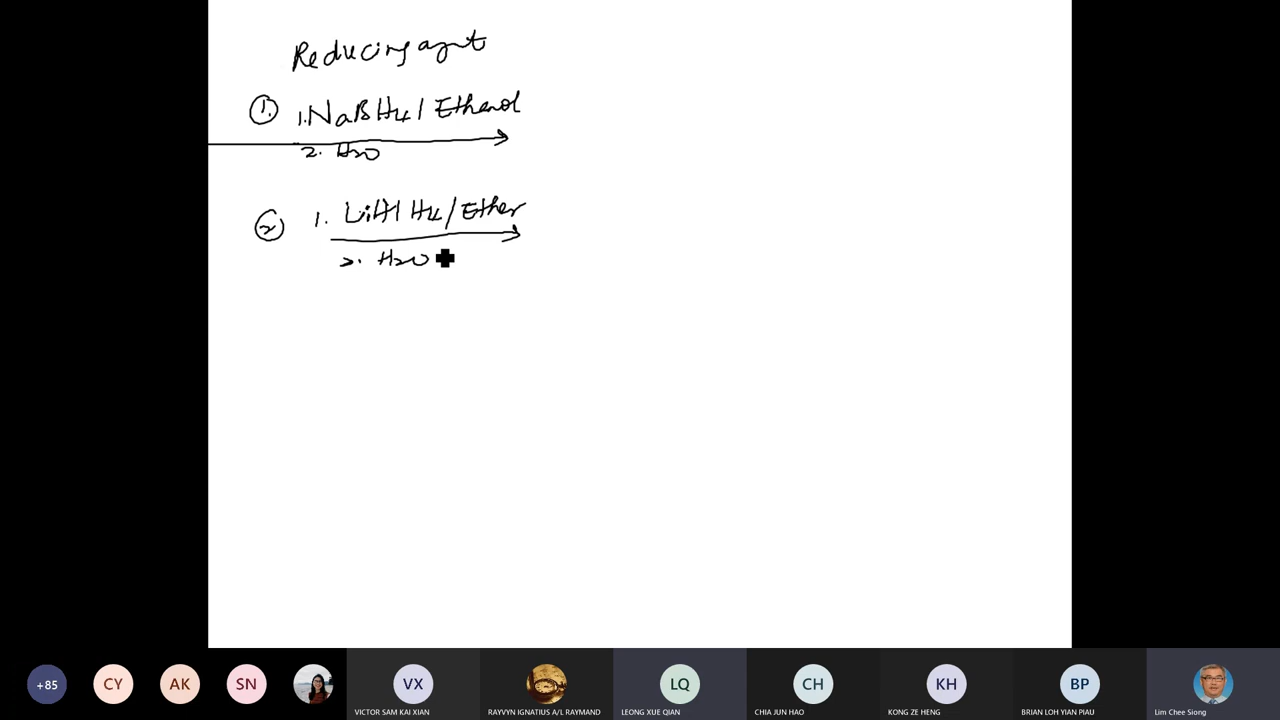 Reducing agent
① 1. NaBH4 / Ethanol
2. H2O
② 1. LiAlH4 / Ether
2. H2O
+85
CY
AK
SN
VX
LQ
CH
KH
BP
VICTOR SAM KAI XIAN
RAYVYN IGNATIUS A/L RAYMAND
LEONG XUE QIAN
CHIA JUN HAO
KONG ZE HENG
BRIAN LOH YIAN PIAU
Lim Chee Siong